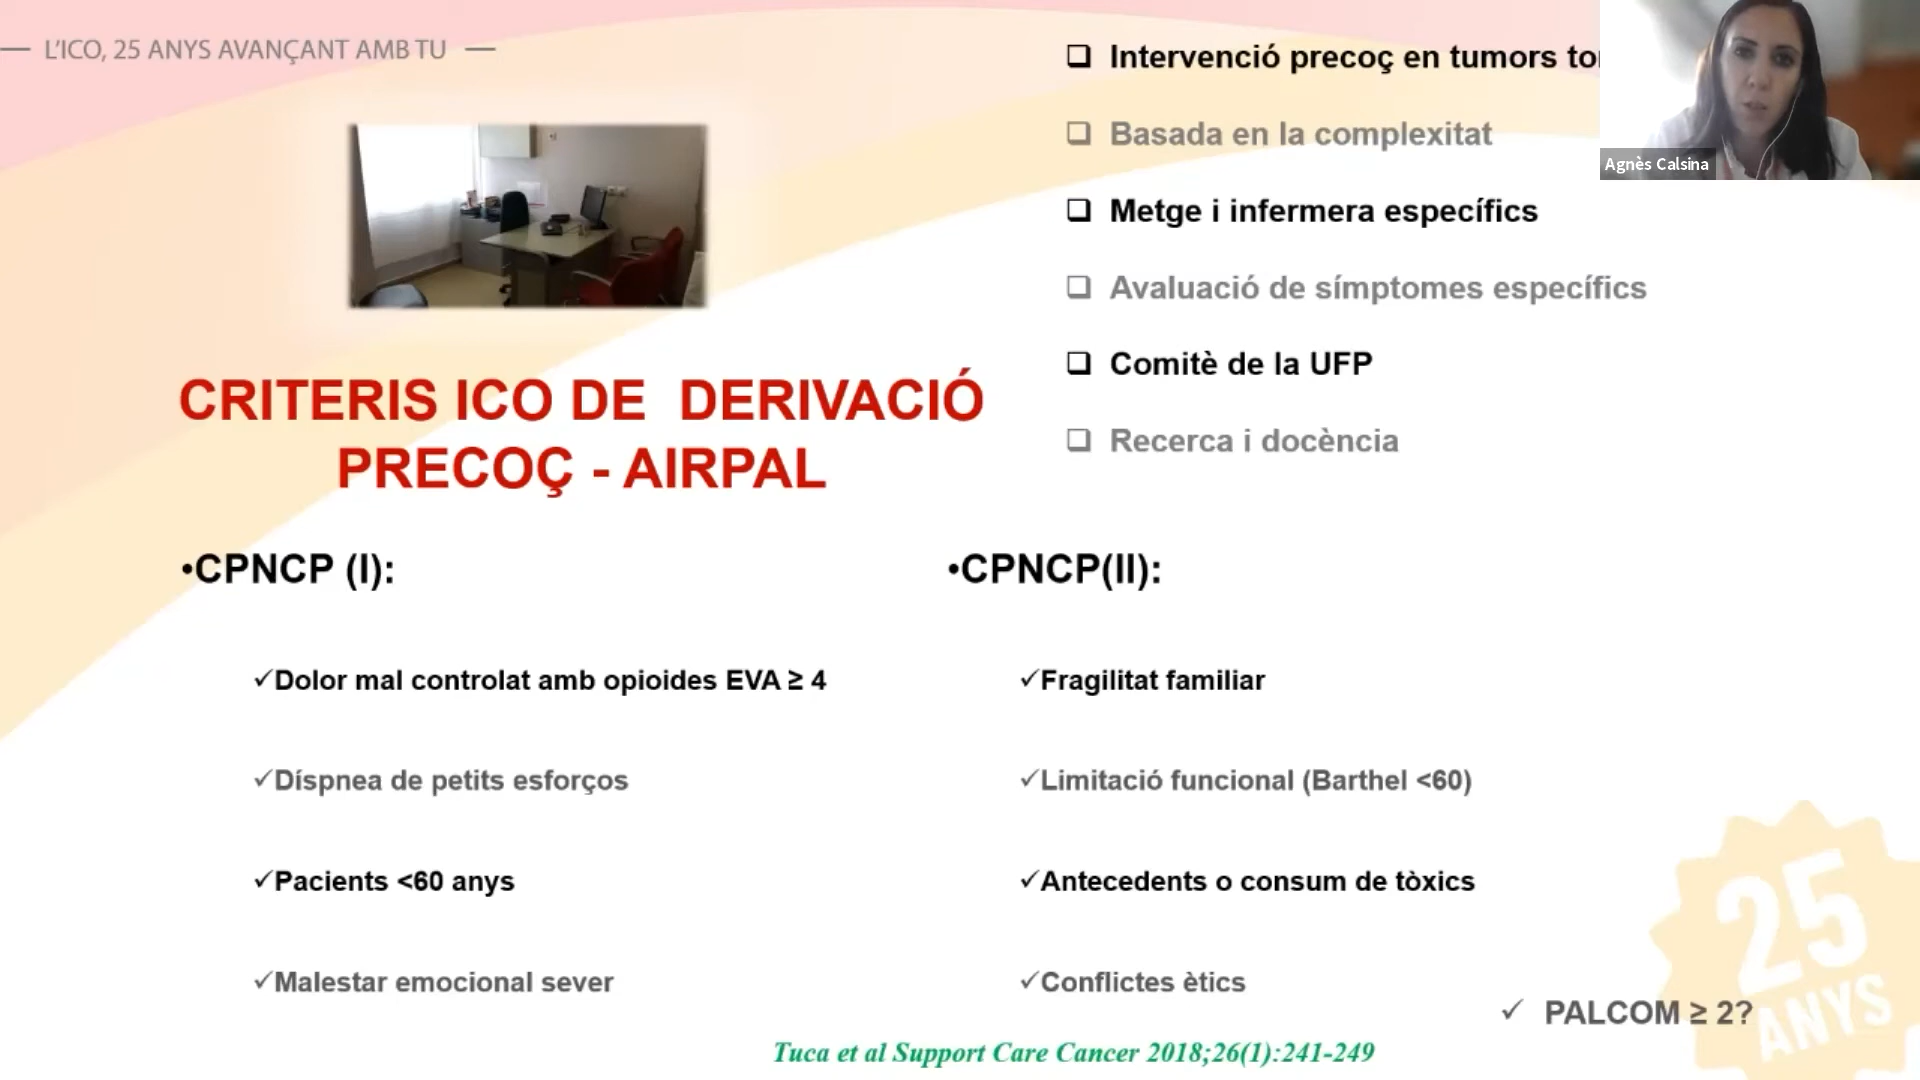 L'ICO, 25 ANYS AVANÇANT AMB TU
❑ Intervenció precoç en tumors
❑ Basada en la complexitat
❑ Metge i infermera específics
❑ Avaluació de símptomes específics
❑ Comitè de la UFP
❑ Recerca i docència
Agnès Calsina
CRITERIS ICO DE DERIVACIÓ
PRECOÇ - AIRPAL
•CPNCP (I):
✓Dolor mal controlat amb opioides EVA ≥ 4
✓Díspnea de petits esforços
✓Pacients <60 anys
✓Malestar emocional sever
•CPNCP(II):
✓Fragilitat familiar
✓Limitació funcional (Barthel <60)
✓Antecedents o consum de tòxics
✓Conflictes ètics
✓ PALCOM ≥ 2?
Tuca et al Support Care Cancer 2018;26(1):241-249
25
ANYS